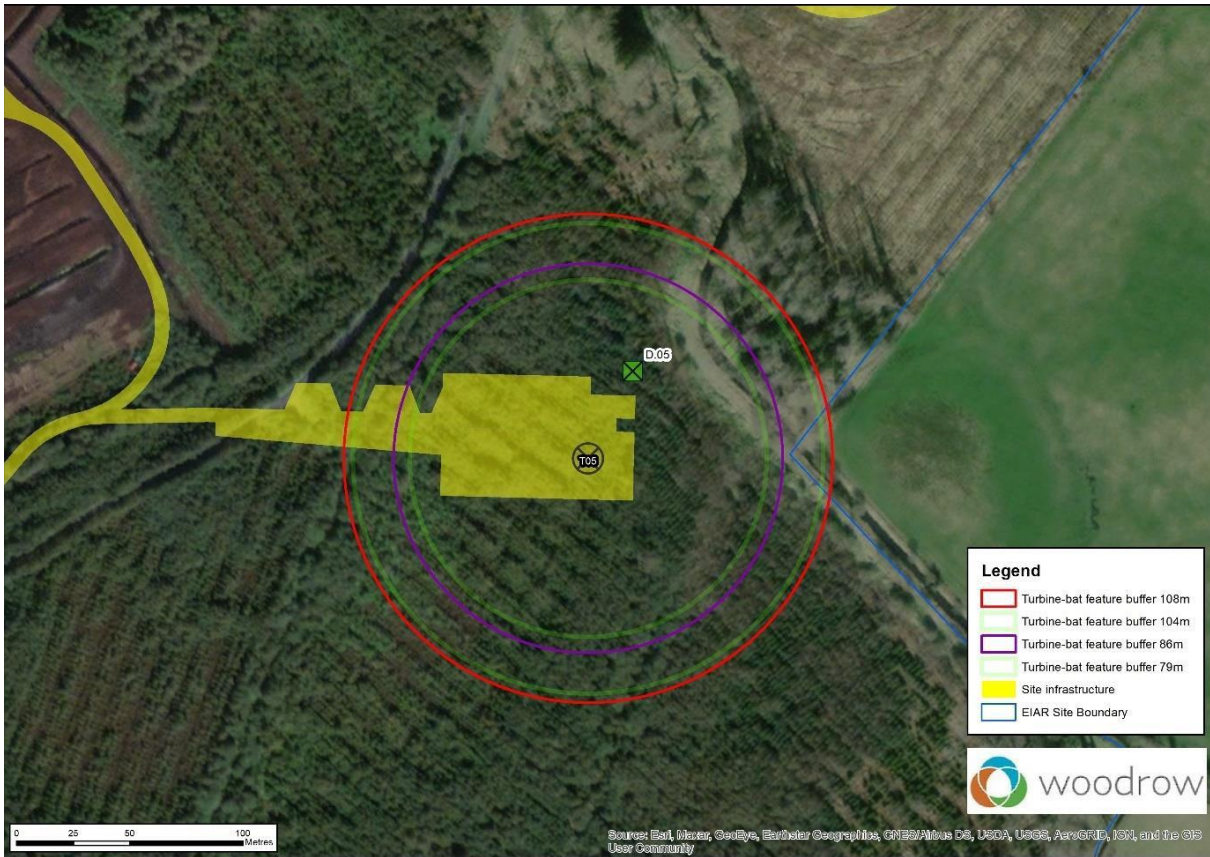 D.05
T05
Legend
Turbine-bat feature buffer 108m
Turbine-bat feature buffer 104m
Turbine-bat feature buffer 86m
Turbine-bat feature buffer 79m
Site infrastructure
EIAR Site Boundary
woodrow
0 25 50 100
Metres
Source: Esri, Maxar, GeoEye, Earthstar Geographics, CNES/Airbus DS, USDA, USGS, AeroGRID, IGN, and the GIS
User Community